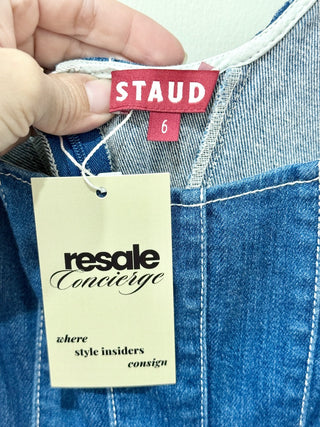 STAUD
6
resale
Concierge
where
style insiders
consign